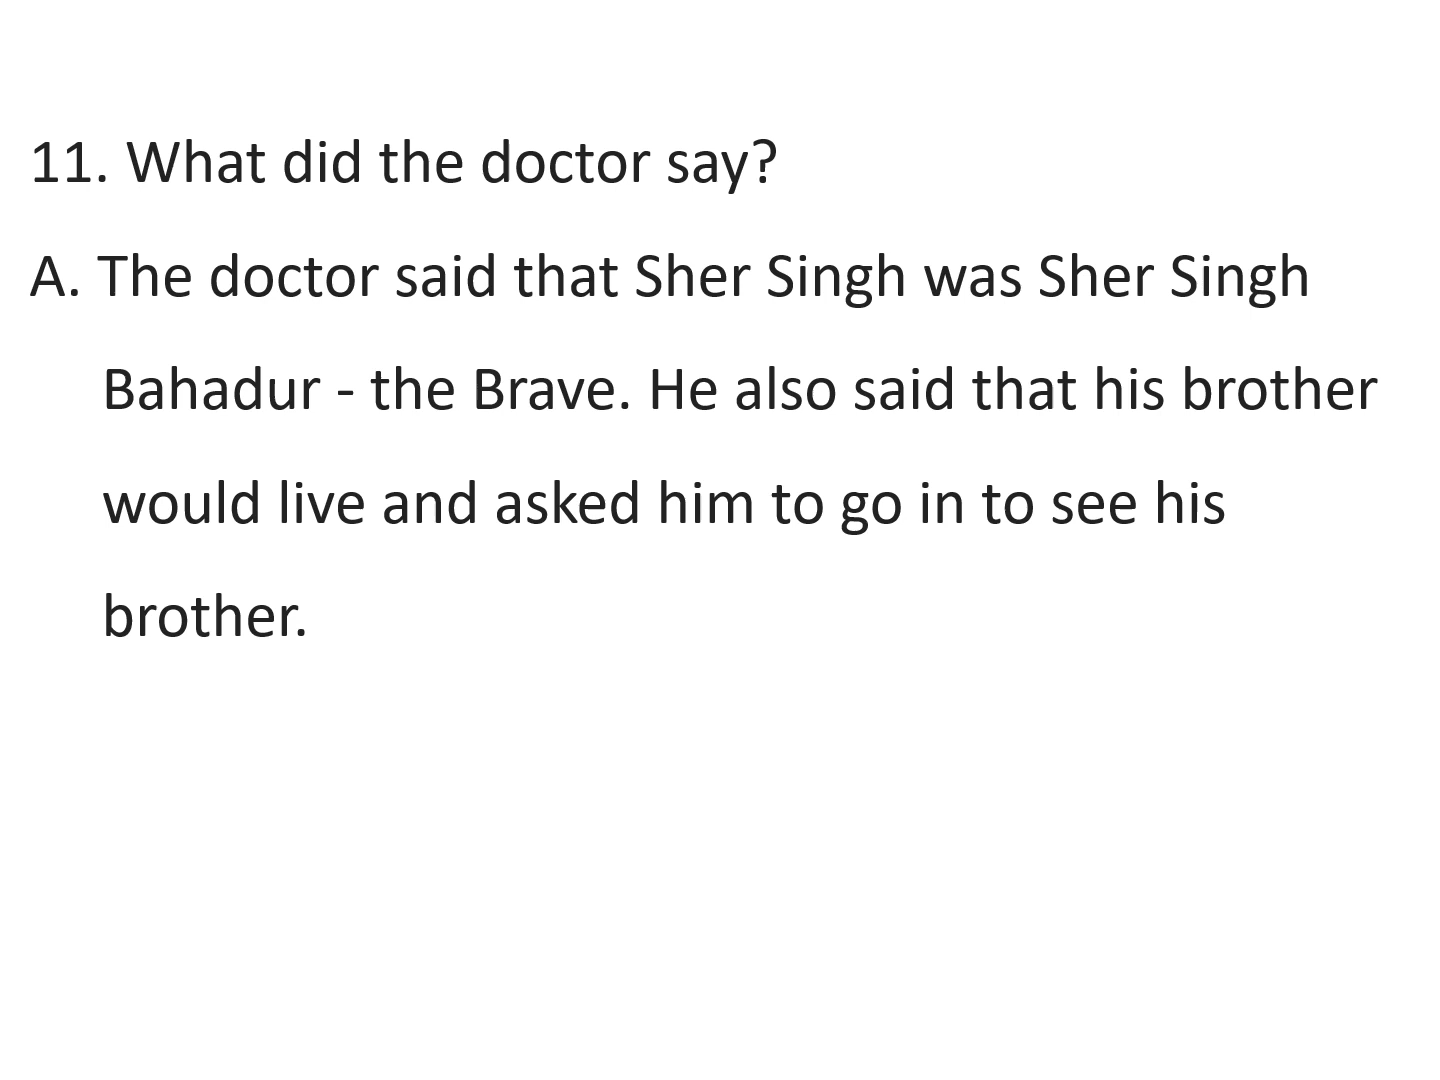 11. What did the doctor say?
A. The doctor said that Sher Singh was Sher Singh
Bahadur - the Brave. He also said that his brother
would live and asked him to go in to see his
brother.